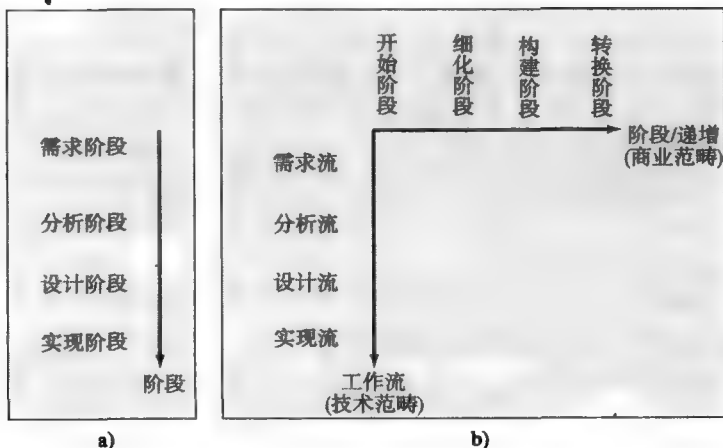 需求阶段
分析阶段
设计阶段
实现阶段
阶段
a)
开始阶段
细化阶段
构建阶段
转换阶段
阶段/递增
(商业范畴)
需求流
分析流
设计流
实现流
工作流
(技术范畴)
b)